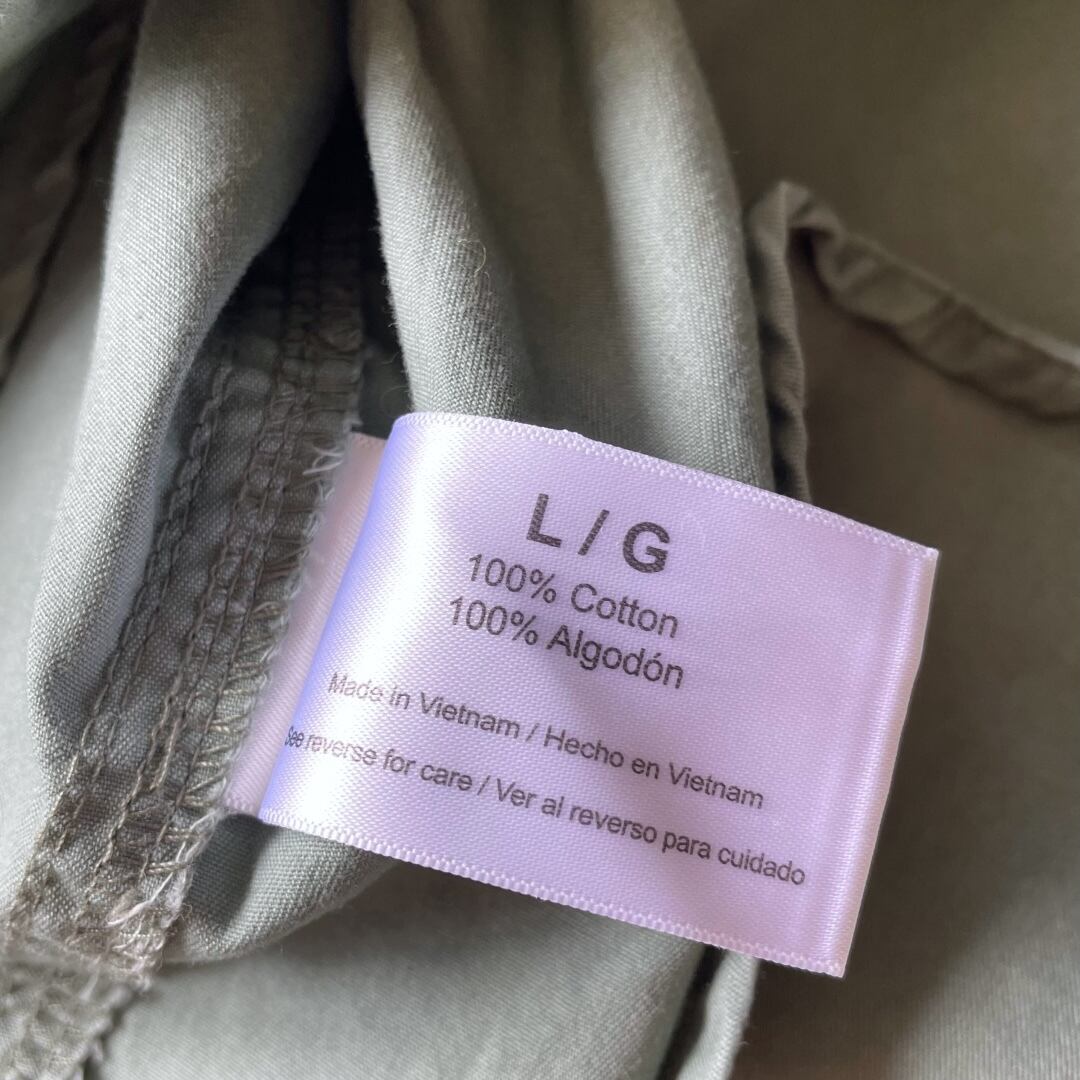 L / G
100% Cotton
100% Algodón
Made in Vietnam / Hecho en Vietnam
See reverse for care / Ver al reverso para cuidado